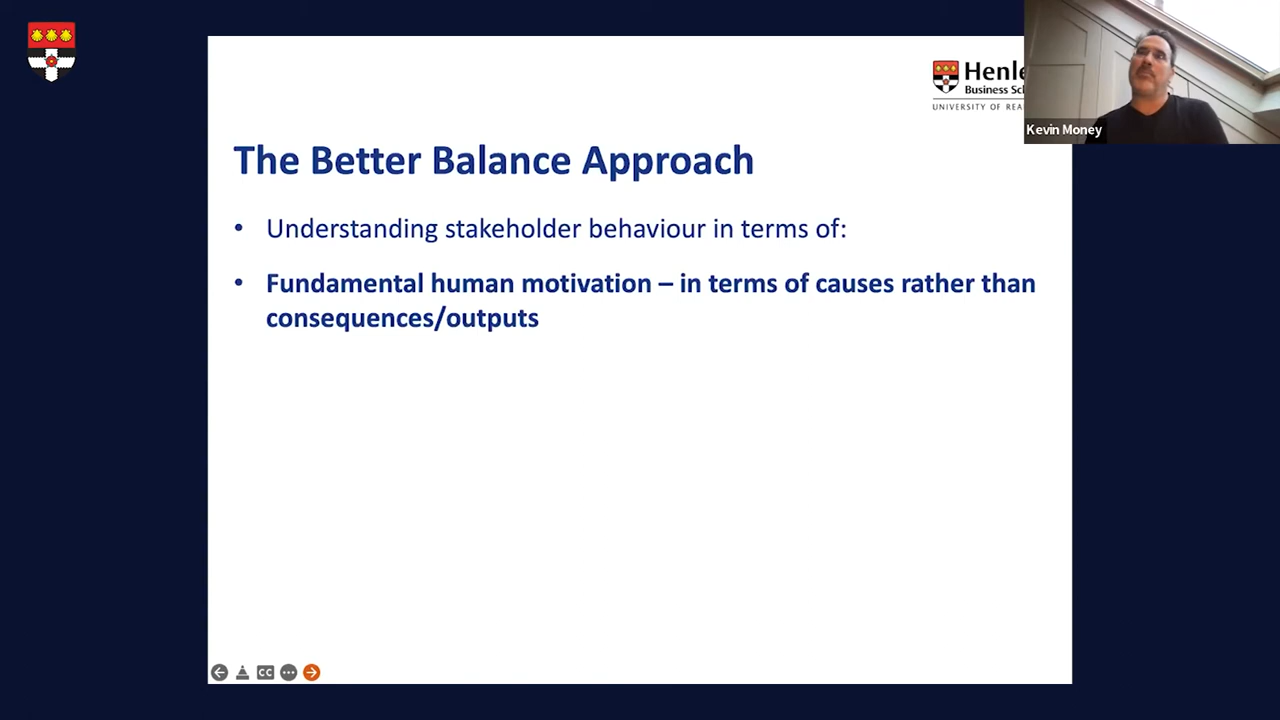 Henle
Business Sc
UNIVERSITY OF REA
Kevin Money
The Better Balance Approach
• Understanding stakeholder behaviour in terms of:
• Fundamental human motivation – in terms of causes rather than
consequences/outputs
CC